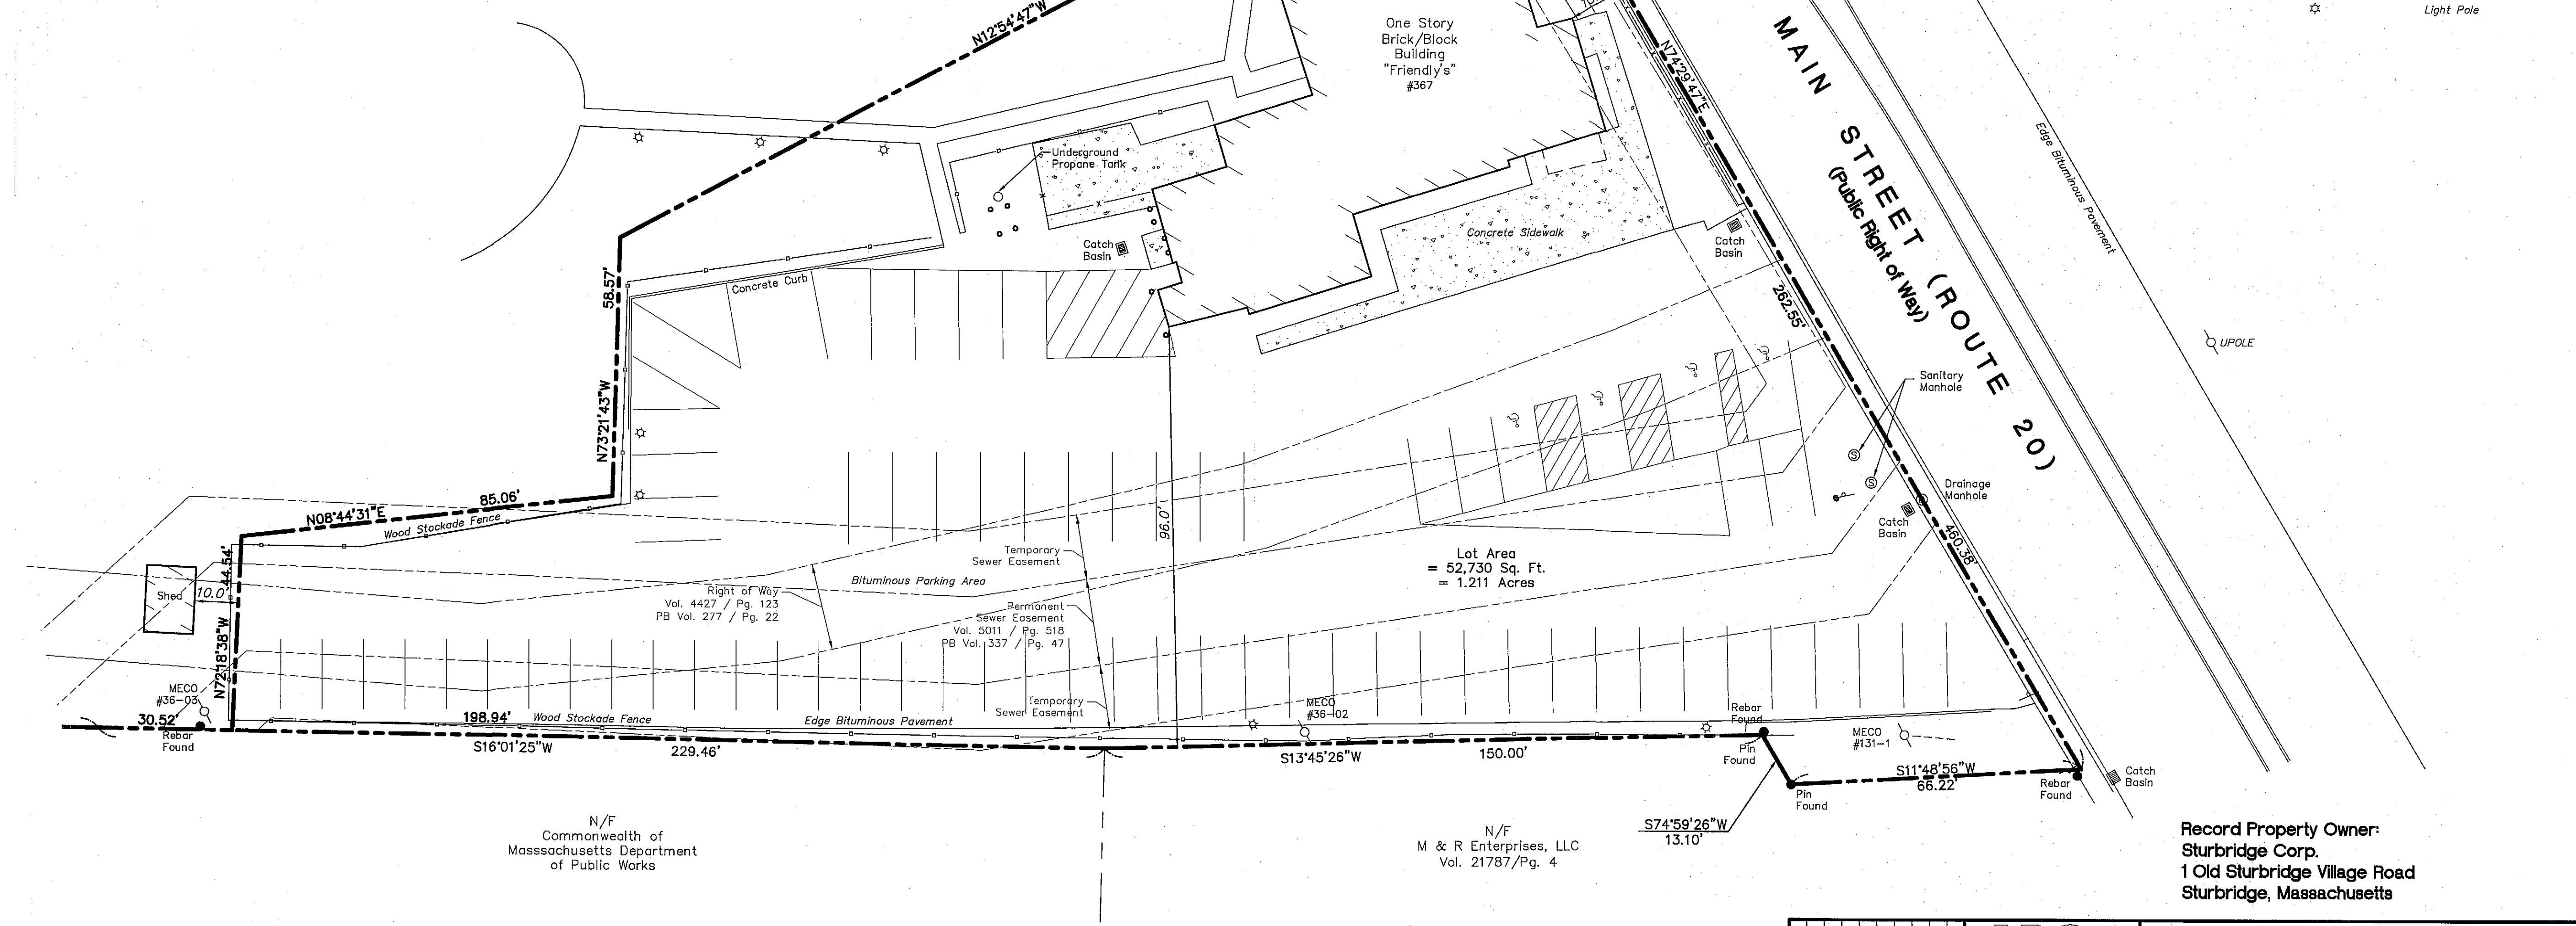 Light Pole
N12°54'47"W
One Story
Brick/Block
Building
"Friendly's"
#367
N74°29'47"E
MAIN STREET (ROUTE 20)
(Public Right of Way)
Edge Bituminous Pavement
Underground
Propane Tank
Catch
Basin
Concrete Sidewalk
Catch
Basin
58.57'
Concrete Curb
262.55'
UPOLE
Sanitary
Manhole
N73°21'43"W
S
S
Drainage
Manhole
Catch
Basin
85.06'
N08°44'31"E
Wood Stockade Fence
96.0'
460.38'
44.54'
Temporary
Sewer Easement
Lot Area
= 52,730 Sq. Ft.
= 1.211 Acres
Bituminous Parking Area
Shed
10.0'
Right of Way
Vol. 4427 / Pg. 123
PB Vol. 277 / Pg. 22
Permanent
Sewer Easement
Vol. 5011 / Pg. 518
PB Vol. 337 / Pg. 47
N72°18'38"W
MECO
#36-03
Temporary
Sewer Easement
MECO
#36-02
Rebar
Found
30.52'
198.94'
Wood Stockade Fence
Edge Bituminous Pavement
Rebar
Found
S16°01'25"W
229.46'
S13°45'26"W
150.00'
Pin
Found
MECO
#131-1
S11°48'56"W
66.22'
Pin
Found
Rebar
Found
Catch
Basin
N/F
Commonwealth of
Masssachusetts Department
of Public Works
N/F
M & R Enterprises, LLC
Vol. 21787/Pg. 4
S74°59'26"W
13.10'
Record Property Owner:
Sturbridge Corp.
1 Old Sturbridge Village Road
Sturbridge, Massachusetts